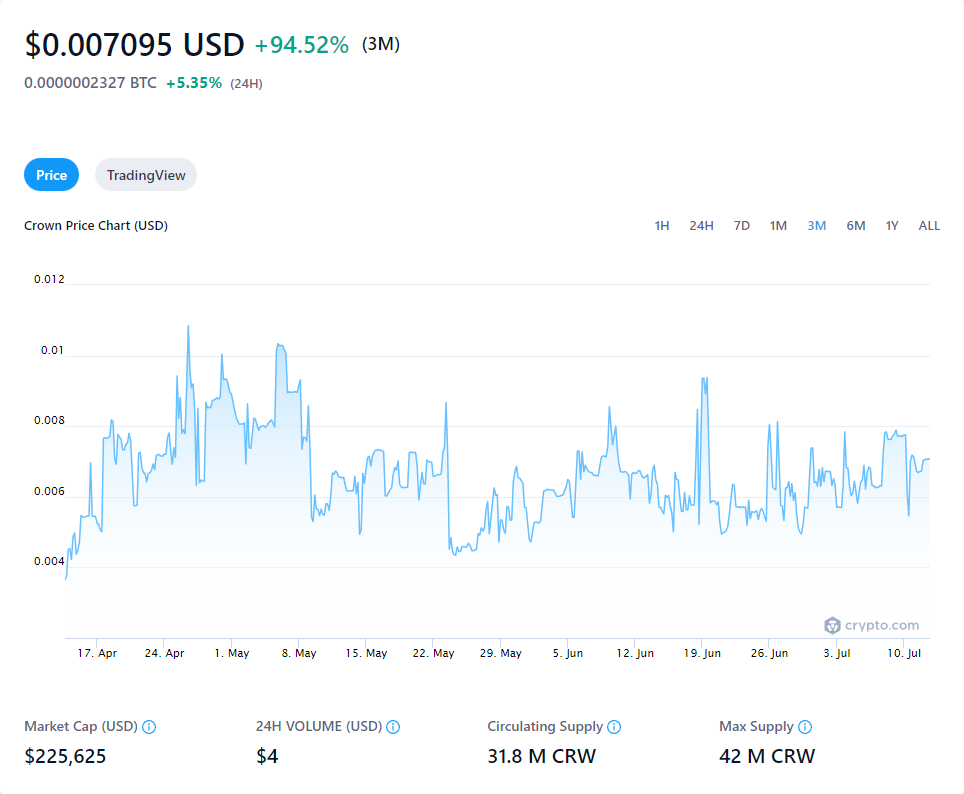 $0.007095 USD +94.52% (3M)
0.0000002327 BTC +5.35% (24H)
Price TradingView
Crown Price Chart (USD) 1H 24H 7D 1M 3M 6M 1Y ALL
0.012
0.01
0.008
0.006
0.004
crypto.com
17. Apr 24. Apr 1. May 8. May 15. May 22. May 29. May 5. Jun 12. Jun 19. Jun 26. Jun 3. Jul 10. Jul
Market Cap (USD) 24H VOLUME (USD) Circulating Supply Max Supply
$225,625 $4 31.8 M CRW 42 M CRW